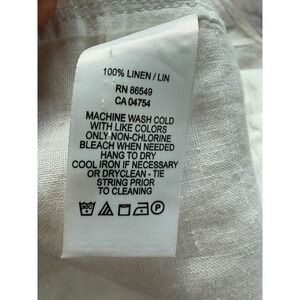 100% LINEN / LIN
RN 86549
CA 04754
MACHINE WASH COLD
WITH LIKE COLORS
ONLY NON-CHLORINE
BLEACH WHEN NEEDED
HANG TO DRY
COOL IRON IF NECESSARY
OR DRYCLEAN - TIE
STRING PRIOR
TO CLEANING